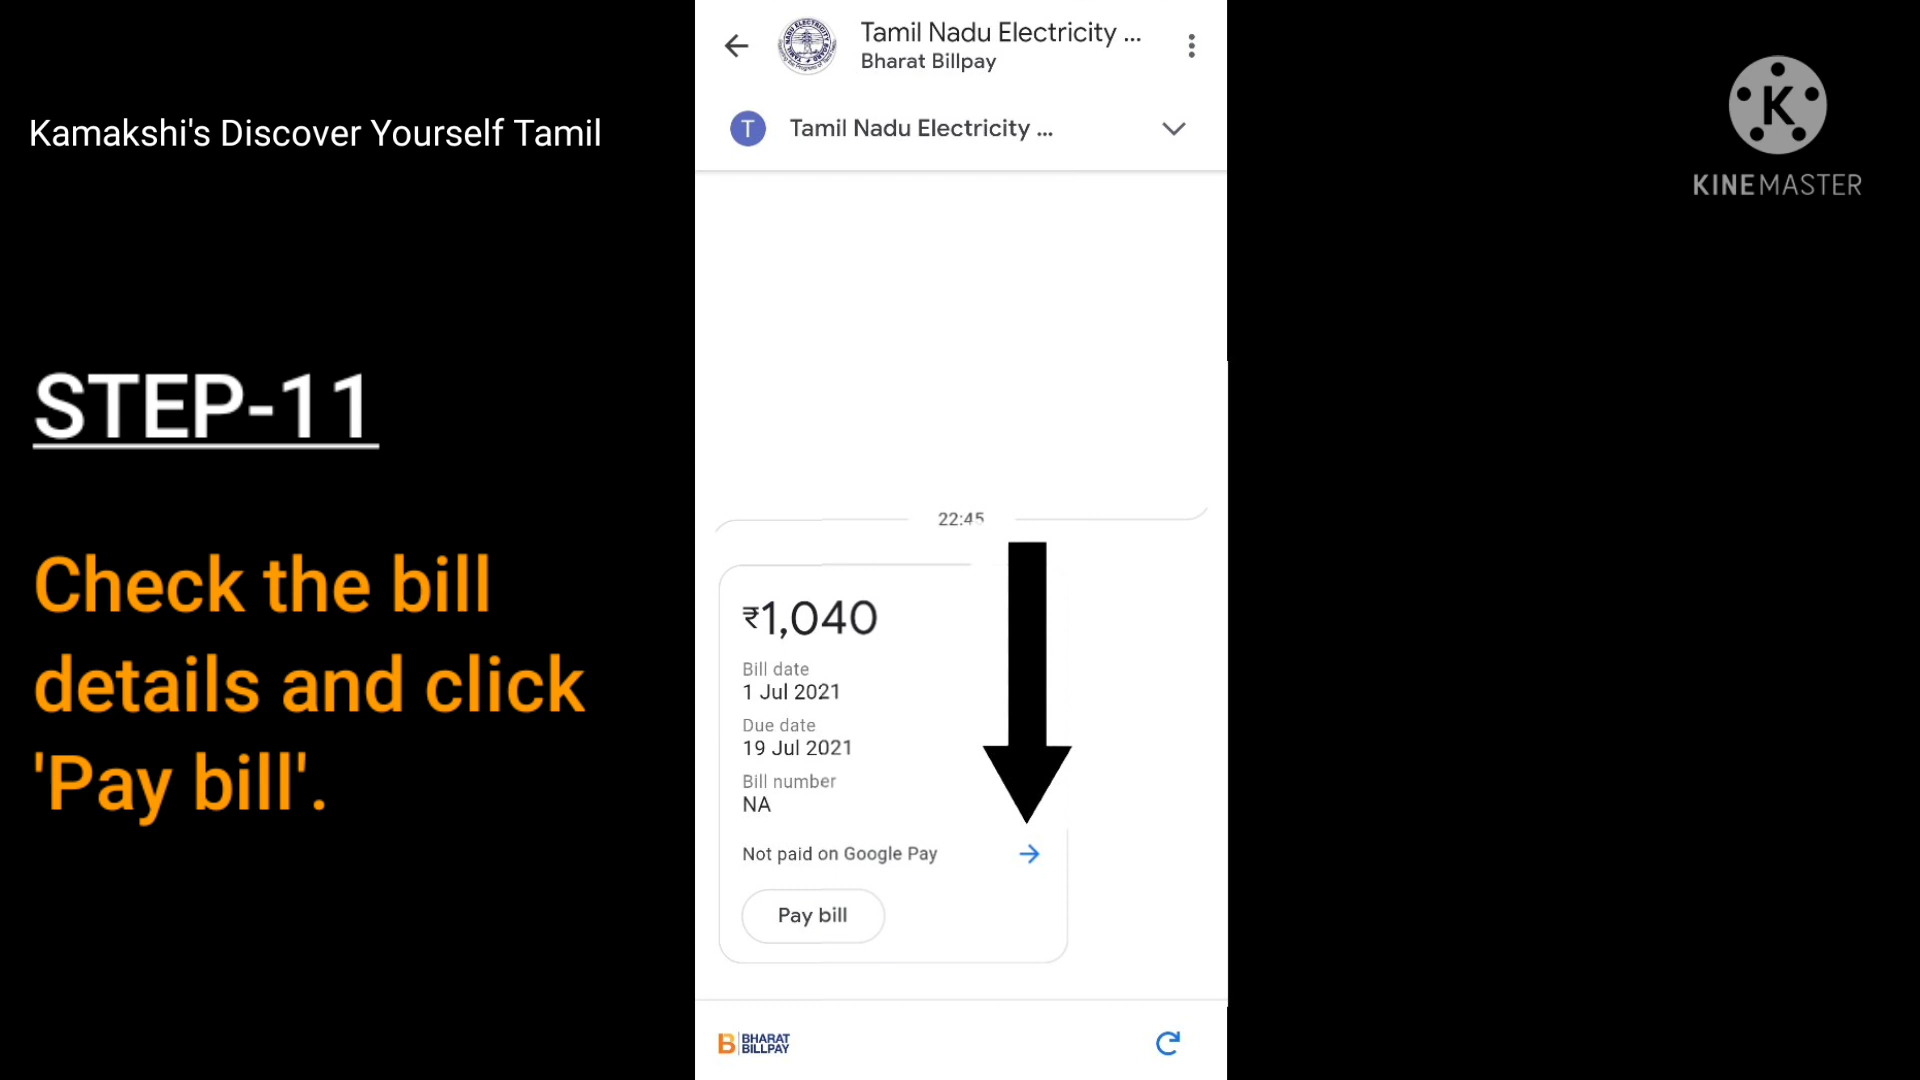 Kamakshi's Discover Yourself Tamil
STEP-11
Check the bill
details and click
'Pay bill'.
Tamil Nadu Electricity ...
Bharat Billpay
T
Tamil Nadu Electricity ...
22:45
₹1,040
Bill date
1 Jul 2021
Due date
19 Jul 2021
Bill number
NA
Not paid on Google Pay
Pay bill
B BHARAT
BILLPAY
K
KINEMASTER